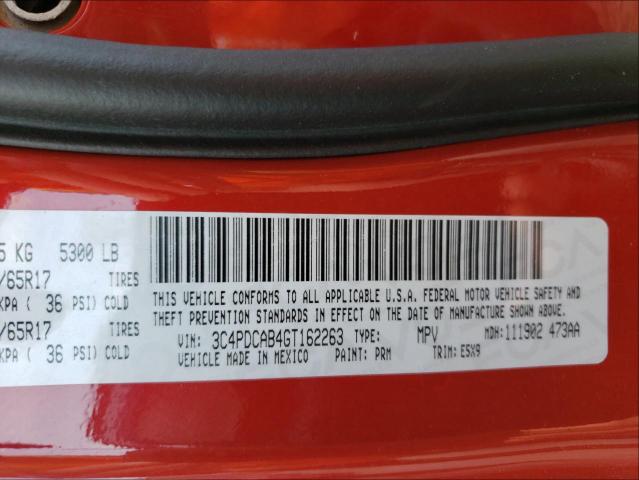 5 KG 5300 LB
/65R17 TIRES
KPA ( 36 PSI) COLD
/65R17 TIRES
KPA ( 36 PSI) COLD
THIS VEHICLE CONFORMS TO ALL APPLICABLE U.S.A. FEDERAL MOTOR VEHICLE SAFETY AND
THEFT PREVENTION STANDARDS IN EFFECT ON THE DATE OF MANUFACTURE SHOWN ABOVE.
VIN: 3C4PDCAB4GT162263 TYPE: MPV MDH: 111902 473AA
VEHICLE MADE IN MEXICO PAINT: PRM TRIM: E5X9